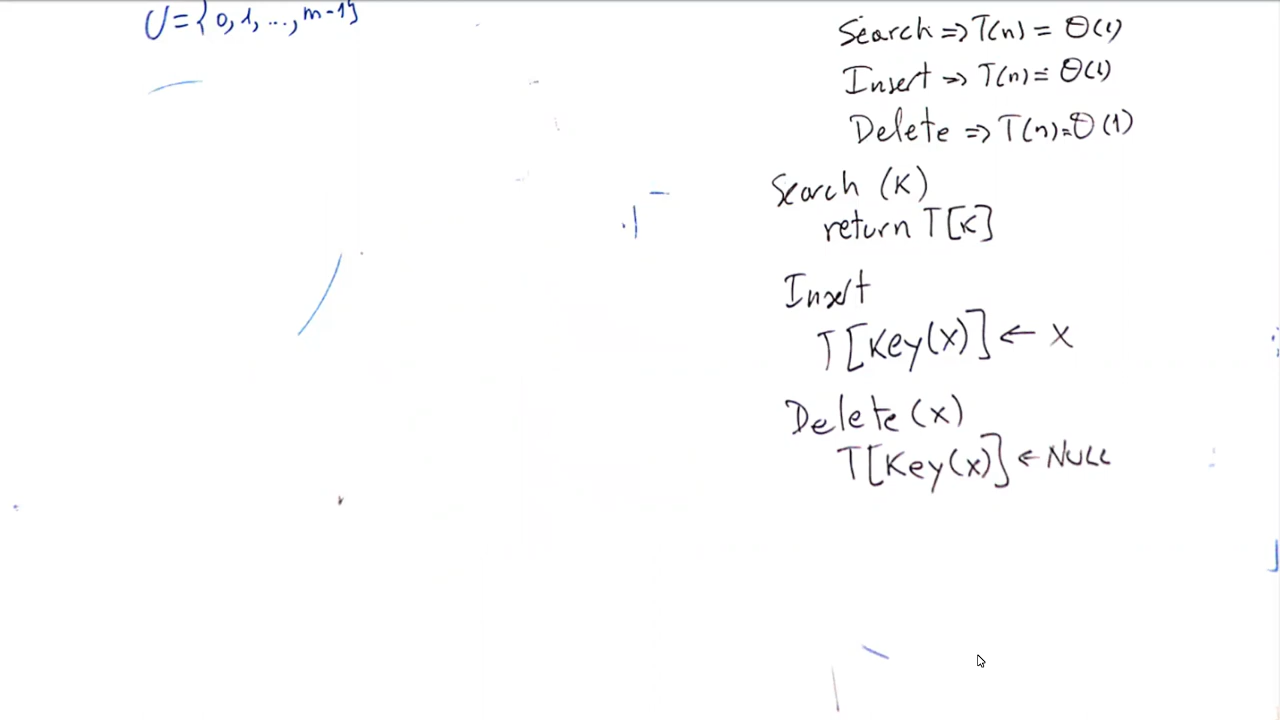 U={0,1,...,m-1}
Search => T(n) = Θ(1)
Insert => T(n) = Θ(1)
Delete => T(n)=Θ(1)
Search (K)
return T[K]
Insert
T[Key(x)] ← x
Delete(x)
T[Key(x)] ← NULL